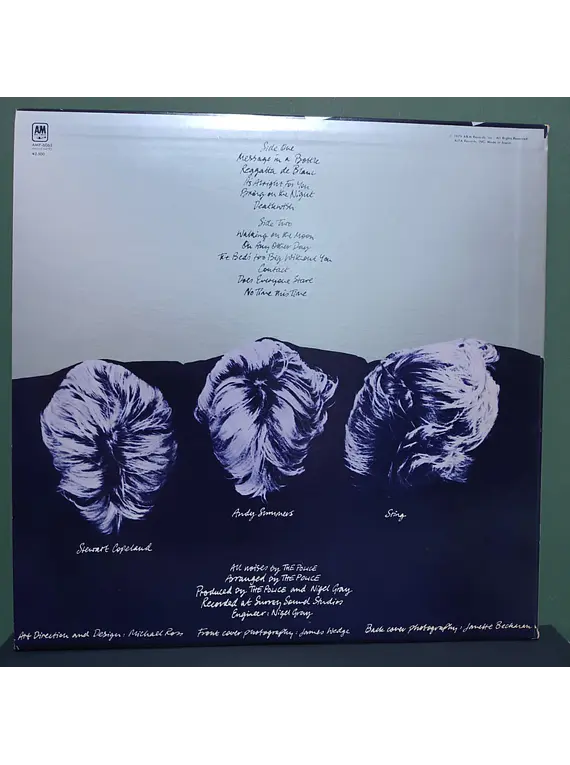 A&M
Side One
Message in a Bottle
Reggatta de Blanc
Its Alright For You
Bring on the Night
Deathwish
Side Two
Walking on the Moon
On Any Other Day
The Bed's too Big Without You
Contact
Does Everyone Stare
No Time this Time
Andy Summers
Sting
Stewart Copeland
All noises by THE POLICE
Arranged by THE POLICE
Produced by THE POLICE and Nigel Gray
Recorded at Surrey Sound Studios
Engineer: Nigel Gray
Art Direction and Design: Michael Ross Front cover photography: James Wedge Back cover photography: Janette Beckman